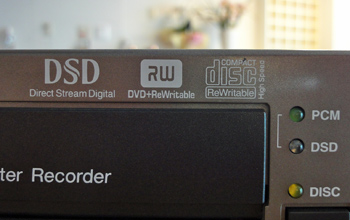 DSD
Direct Stream Digital
RW
DVD+ReWritable
COMPACT
disc
ReWritable
High Speed
PCM
DSD
DISC
ter Recorder